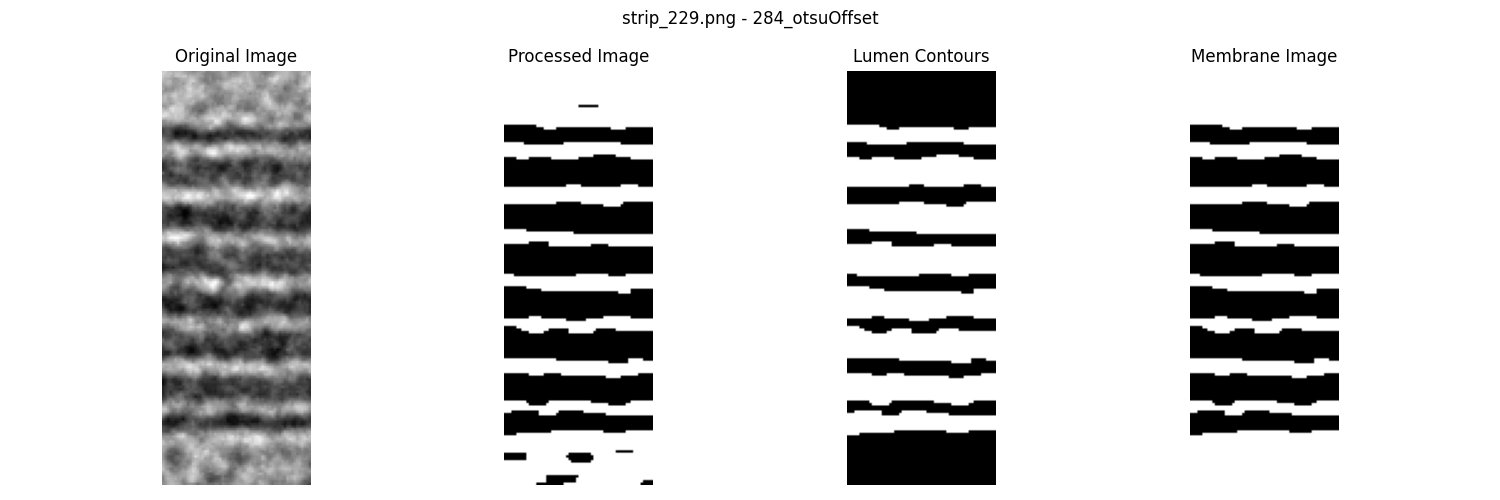 strip_229.png - 284_otsuOffset
Original Image
Processed Image
Lumen Contours
Membrane Image